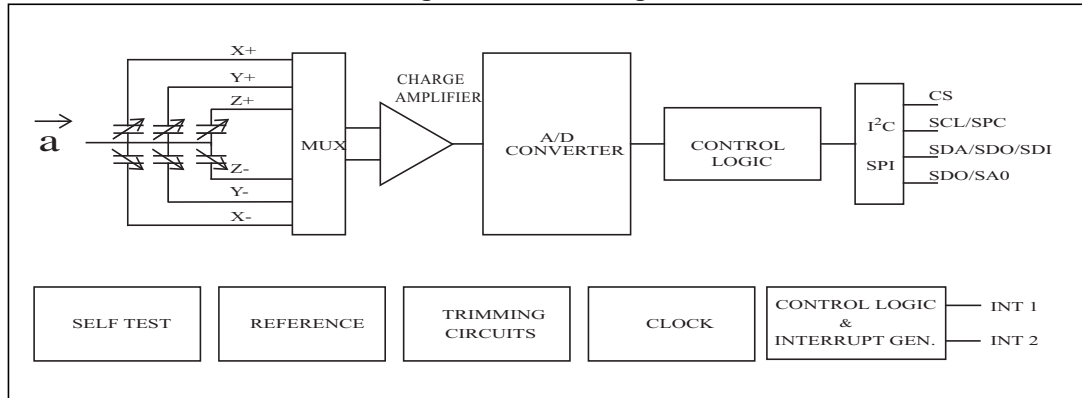 X+
Y+
Z+
a
MUX
Z-
Y-
X-
CHARGE
AMPLIFIER
A/D
CONVERTER
CONTROL
LOGIC
I²C
SPI
CS
SCL/SPC
SDA/SDO/SDI
SDO/SA0
SELF TEST
REFERENCE
TRIMMING
CIRCUITS
CLOCK
CONTROL LOGIC
&
INTERRUPT GEN.
INT 1
INT 2